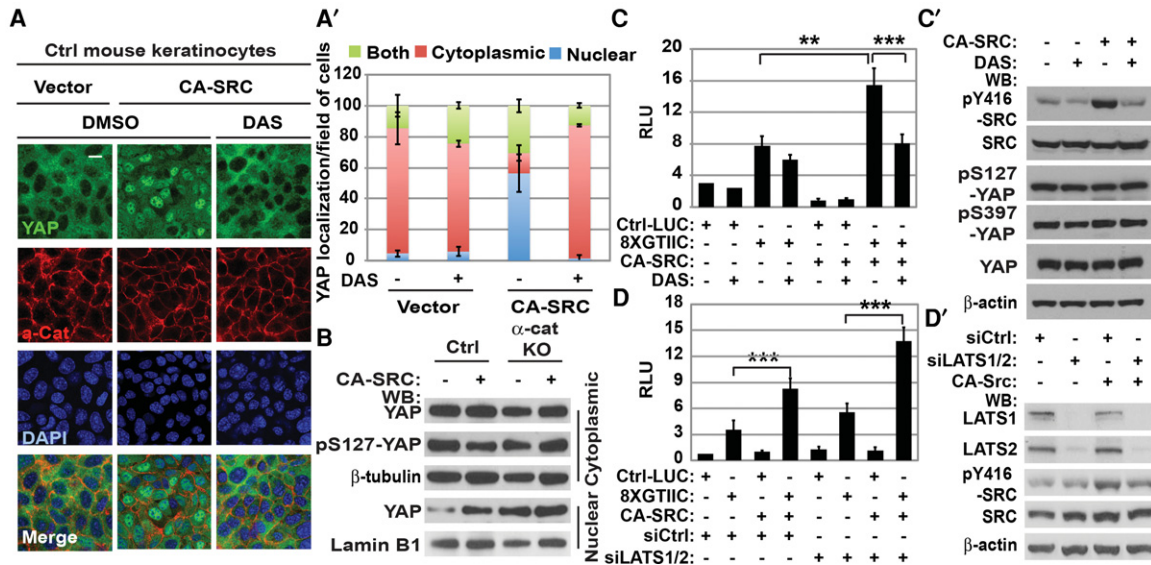 A
Ctrl mouse keratinocytes
Vector CA-SRC
DMSO DAS
YAP
a-Cat
DAPI
Merge
A'
Both Cytoplasmic Nuclear
YAP localization/field of cells
120
100
80
60
40
20
0
DAS - + - +
Vector CA-SRC
B
Ctrl α-cat KO
CA-SRC: - + - +
WB:
YAP
pS127-YAP
β-tubulin
YAP
Lamin B1
Cytoplasmic
Nuclear
C
RLU
20
16
12
8
4
0
** ***
Ctrl-LUC: + + - - + + - -
8XGTIIC: - - + + - - + +
CA-SRC: - - - - + + + +
DAS: - + - + - + - +
D
RLU
18
15
12
9
6
3
0
*** ***
Ctrl-LUC: + - + - + - + -
8XGTIIC: - + - + - + - +
CA-SRC: - - + + - - + +
siCtrl: + + + + - - - -
siLATS1/2: - - - - + + + +
C'
CA-SRC: - - + +
DAS: - + - +
WB:
pY416
-SRC
SRC
pS127
-YAP
pS397
-YAP
YAP
β-actin
D'
siCtrl: + - + -
siLATS1/2: - + - +
CA-Src: - - + +
WB:
LATS1
LATS2
pY416
-SRC
SRC
β-actin